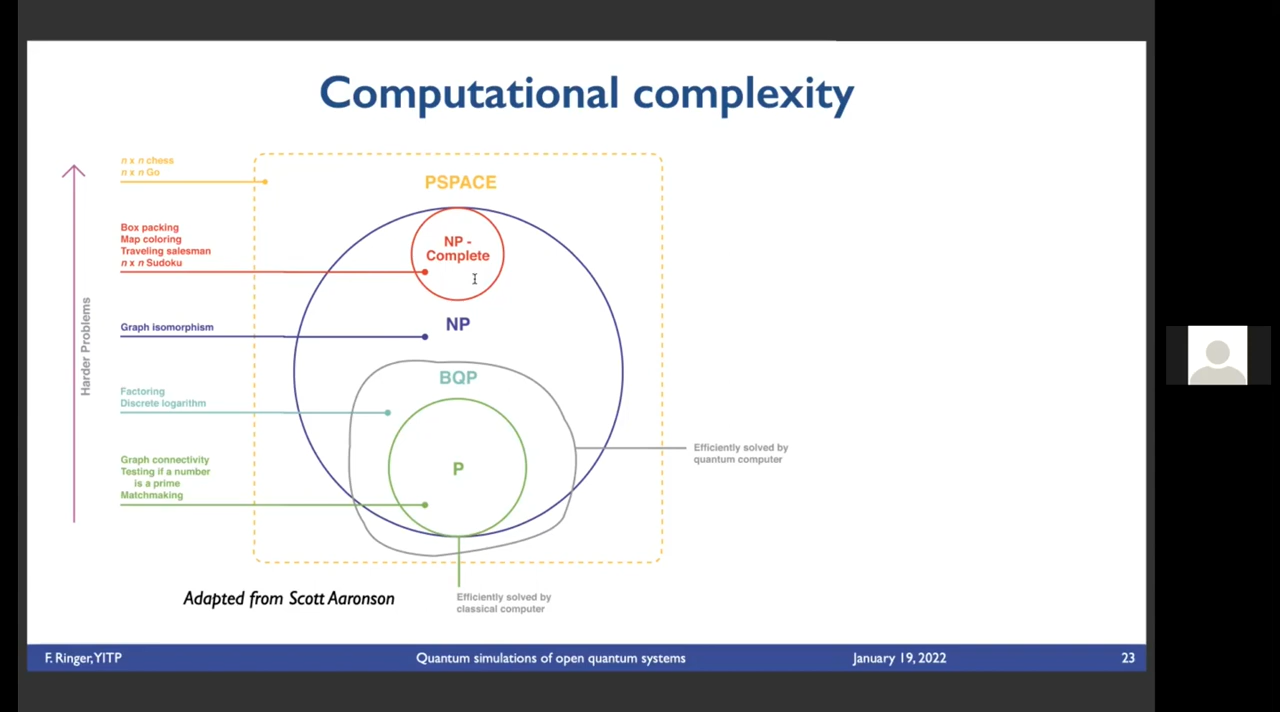 Computational complexity
n x n chess
n x n Go
Box packing
Map coloring
Traveling salesman
n x n Sudoku
Graph isomorphism
Factoring
Discrete logarithm
Graph connectivity
Testing if a number
is a prime
Matchmaking
Harder Problems
PSPACE
NP -
Complete
NP
BQP
P
Efficiently solved by
quantum computer
Efficiently solved by
classical computer
Adapted from Scott Aaronson
F. Ringer, YITP
Quantum simulations of open quantum systems
January 19, 2022
23